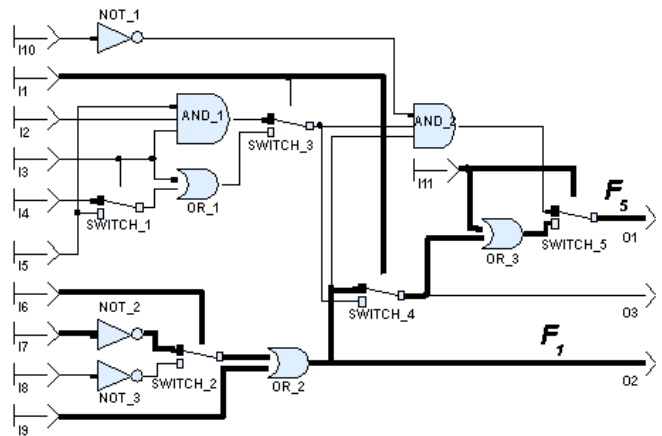 NOT_1
I10
I1
AND_1
AND_2
I2
SWITCH_3
I3
I11
F5
I4
OR_1
SWITCH_1
O1
SWITCH_5
OR_3
I5
I6
NOT_2
O3
SWITCH_4
I7
F1
SWITCH_2
I8
OR_2
O2
NOT_3
I9